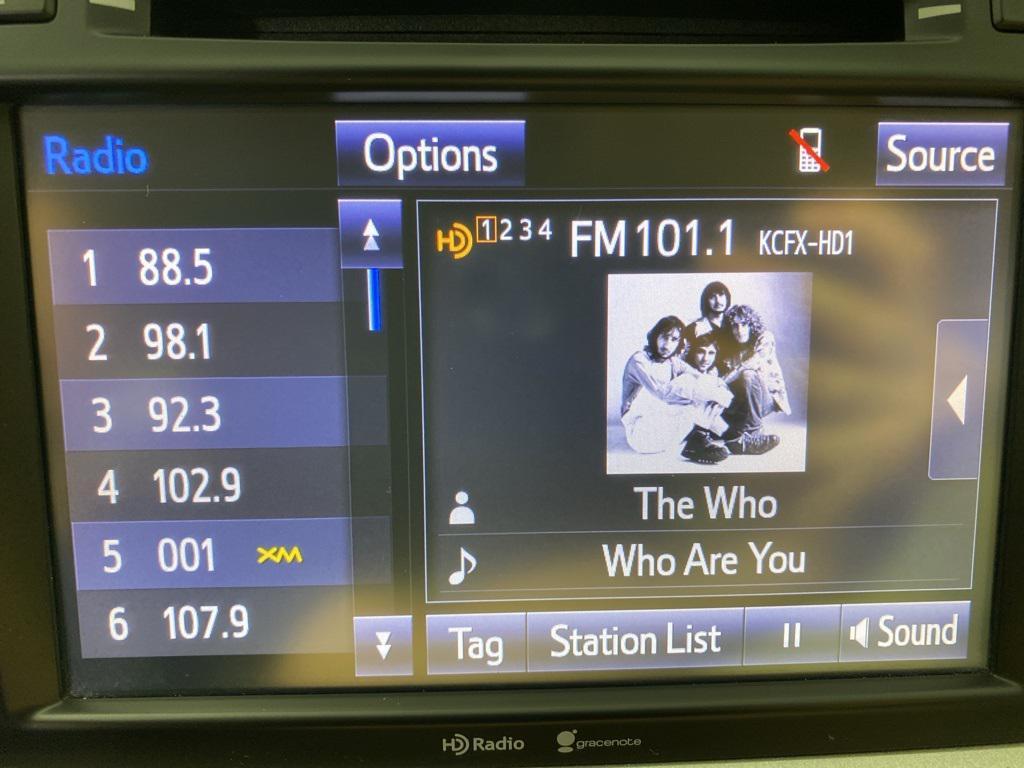 Radio
Options
Source
1 88.5
2 98.1
3 92.3
4 102.9
5 001 XM
6 107.9
HD 1 2 3 4 FM 101.1 KCFX-HD1
The Who
Who Are You
Tag
Station List
Sound
HD Radio gracenote